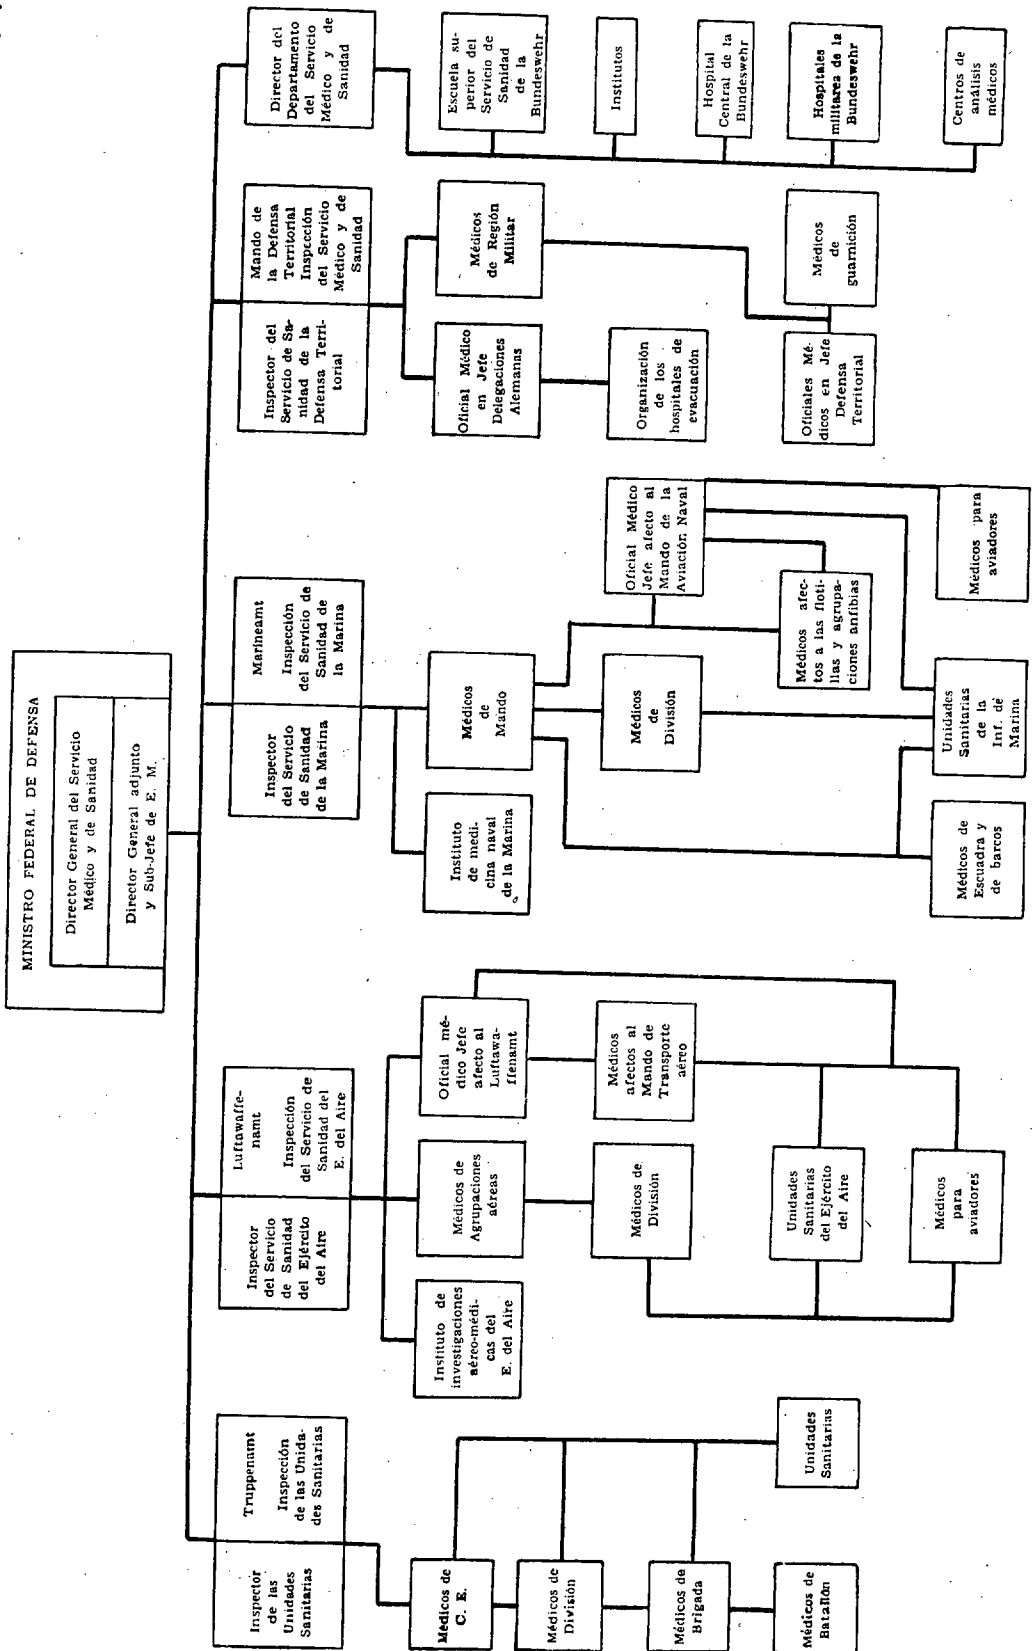 MINISTRO FEDERAL DE DEFENSA
Director General del Servicio
Médico y de Sanidad
Director General adjunto
y Sub-Jefe de E. M.
Inspector
de las
Unidades
Sanitarias
Truppenamt
Inspección
de las Unida-
des Sanitarias
Médicos de
C. E.
Médicos de
División
Médicos de
Brigada
Médicos de
Batallón
Unidades
Sanitarias
Inspector
del Servicio
de Sanidad
del Ejército
del Aire
Luftawaffe-
namt
Inspección
del Servicio de
Sanidad del
E. del Aire
Instituto de
investigaciones
aéreo-médi-
cas del
E. del Aire
Médicos de
Agrupaciones
aéreas
Oficial mé-
dico Jefe
afecto al
Luftawa-
ffenamt
Médicos de
División
Médicos
afectos al
Mando de
Transporte
aéreo
Unidades
Sanitarias
del Ejército
del Aire
Médicos
para
aviadores
Inspector
del Servicio
de Sanidad
de la Marina
Marineamt
Inspección
del Servicio de
Sanidad de
la Marina
Instituto
de medi-
cina naval
de la Marina
Médicos
de
Mando
Médicos
de
División
Oficial Médico
Jefe afecto al
Mando de la
Aviación Naval
Médicos afec-
tos a las floti-
llas y agrupa-
ciones anfibias
Médicos de
Escuadra y
de barcos
Unidades
Sanitarias
de la
Inf. de
Marina
Médicos para
aviadores
Inspector del
Servicio de Sa-
nidad de la
Defensa Terri-
torial
Mando de
la Defensa
Territorial
Inspección
del Servicio
Médico y de
Sanidad
Oficial Médico
en Jefe
Delegaciones
Alemanas
Médicos
de Región
Militar
Organización
de los
hospitales de
evacuación
Oficiales Mé-
dicos en Jefe
Defensa
Territorial
Médicos
de
guarnición
Director del
Departamento
del Servicio
Médico y de
Sanidad
Escuela su-
perior del
Servicio de
Sanidad
de la
Bundeswehr
Institutos
Hospital
Central de la
Bundeswehr
Hospitales
militarea de la
Bundeswehr
Centros de
análisis
médicos